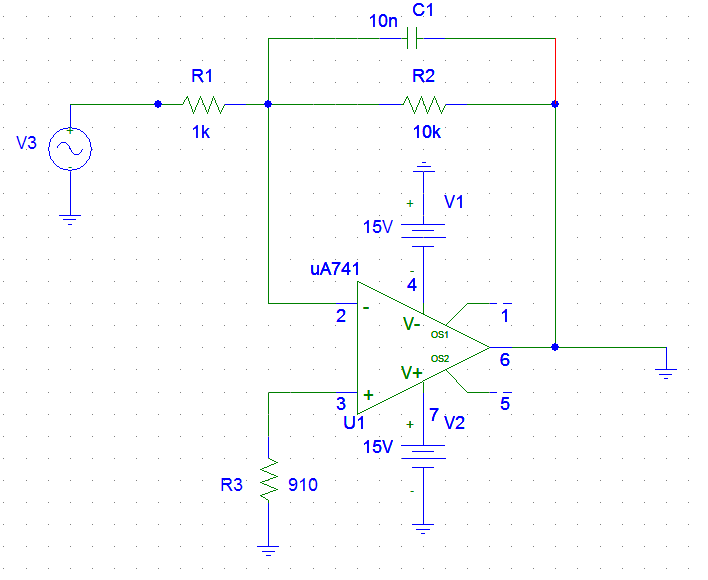 C1
10n
R1
R2
1k
10k
V3
+
-
+
V1
15V
-
uA741
4
1
2
-
V-
OS1
6
OS2
V+
5
3
+
7
V2
U1
+
15V
-
R3
910